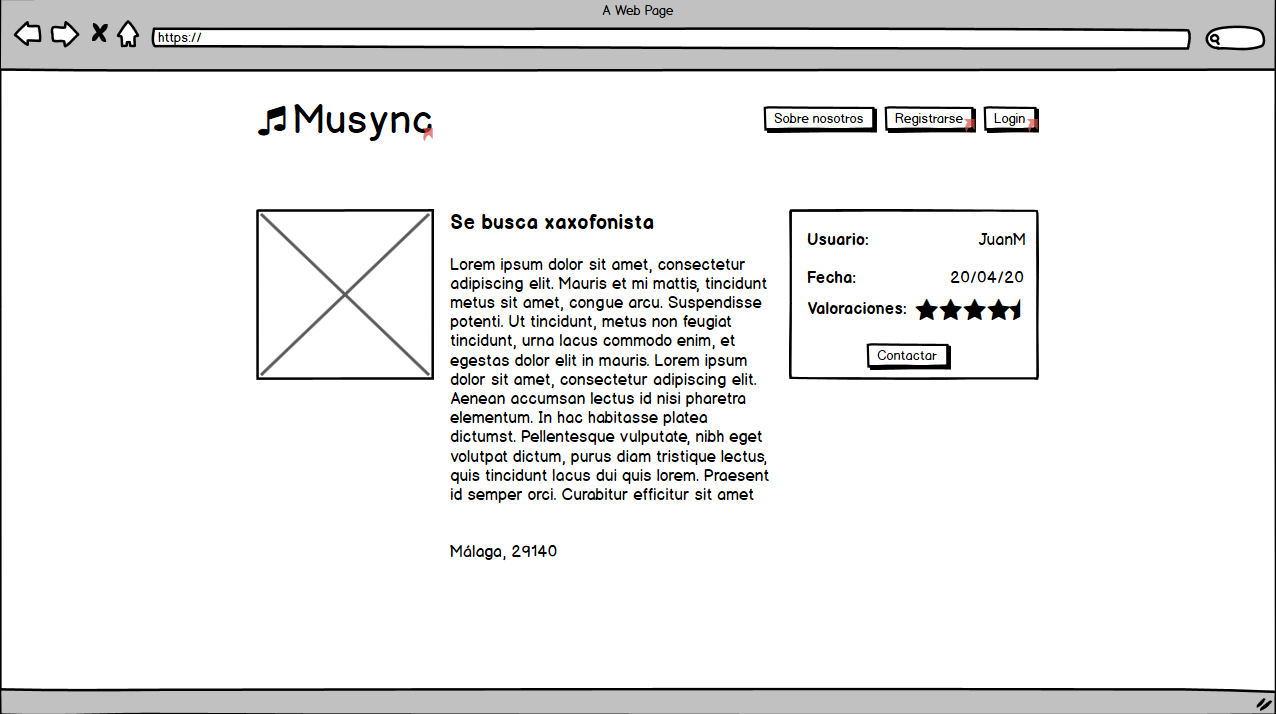 A Web Page
https://
Musync
Sobre nosotros
Registrarse
Login
Se busca xaxofonista
Lorem ipsum dolor sit amet, consectetur
adipiscing elit. Mauris et mi mattis, tincidunt
metus sit amet, congue arcu. Suspendisse
potenti. Ut tincidunt, metus non feugiat
tincidunt, urna lacus commodo enim, et
egestas dolor elit in mauris. Lorem ipsum
dolor sit amet, consectetur adipiscing elit.
Aenean accumsan lectus id nisi pharetra
elementum. In hac habitasse platea
dictumst. Pellentesque vulputate, nibh eget
volutpat dictum, purus diam tristique lectus,
quis tincidunt lacus dui quis lorem. Praesent
id semper orci. Curabitur efficitur sit amet
Málaga, 29140
Usuario: JuanM
Fecha: 20/04/20
Valoraciones:
Contactar